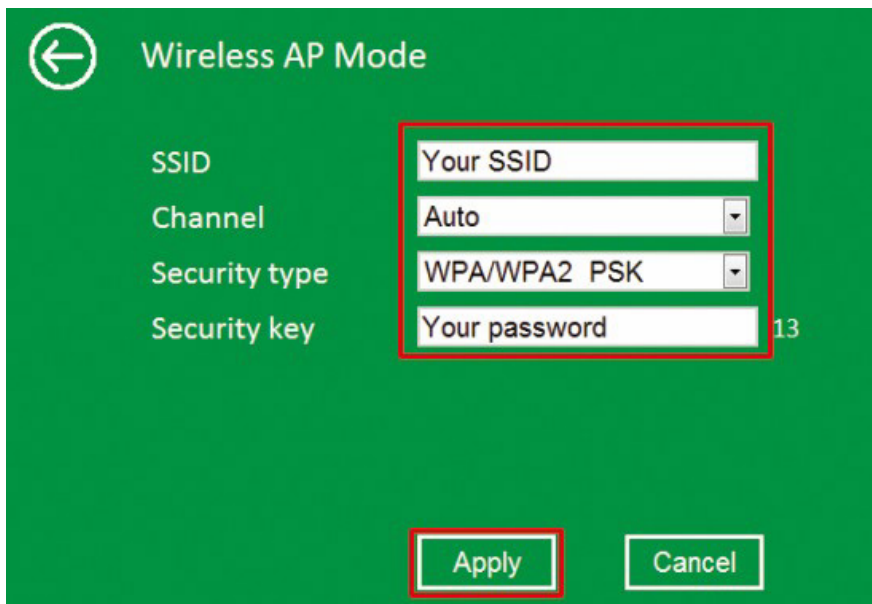 Wireless AP Mode
SSID Your SSID
Channel Auto
Security type WPA/WPA2 PSK
Security key Your password 13
Apply Cancel